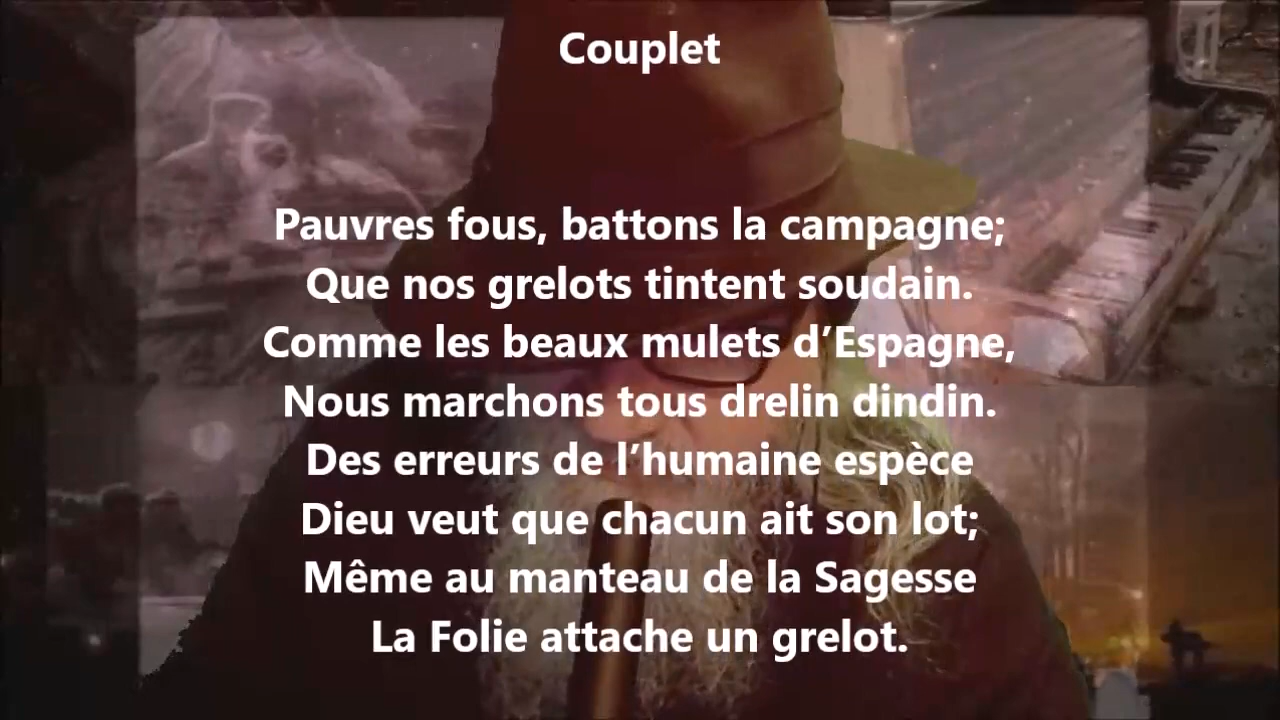 Couplet
Pauvres fous, battons la campagne;
Que nos grelots tintent soudain.
Comme les beaux mulets d’Espagne,
Nous marchons tous drelin dindin.
Des erreurs de l’humaine espèce
Dieu veut que chacun ait son lot;
Même au manteau de la Sagesse
La Folie attache un grelot.